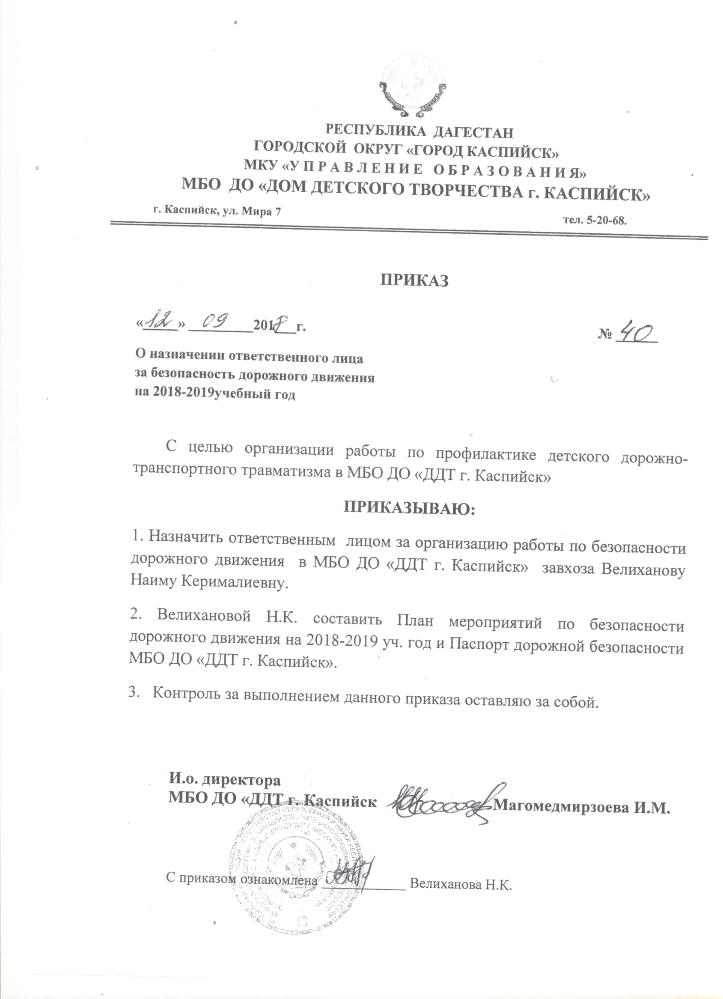 РЕСПУБЛИКА ДАГЕСТАН
ГОРОДСКОЙ ОКРУГ «ГОРОД КАСПИЙСК»
МКУ «У П Р А В Л Е Н И Е О Б Р А З О В А Н И Я»
МБО ДО «ДОМ ДЕТСКОГО ТВОРЧЕСТВА г. КАСПИЙСК»
г. Каспийск, ул. Мира 7
тел. 5-20-68.
ПРИКАЗ
«12» 09 2018 г.
№ 40
О назначении ответственного лица
за безопасность дорожного движения
на 2018-2019учебный год
С целью организации работы по профилактике детского дорожно-
транспортного травматизма в МБО ДО «ДДТ г. Каспийск»
ПРИКАЗЫВАЮ:
1. Назначить ответственным лицом за организацию работы по безопасности
дорожного движения в МБО ДО «ДДТ г. Каспийск» завхоза Велиханову
Наиму Керималиевну.
2. Велихановой Н.К. составить План мероприятий по безопасности
дорожного движения на 2018-2019 уч. год и Паспорт дорожной безопасности
МБО ДО «ДДТ г. Каспийск».
3. Контроль за выполнением данного приказа оставляю за собой.
И.о. директора
МБО ДО «ДДТ г. Каспийск Магомедмирзоева И.М.
С приказом ознакомлена Велиханова Н.К.